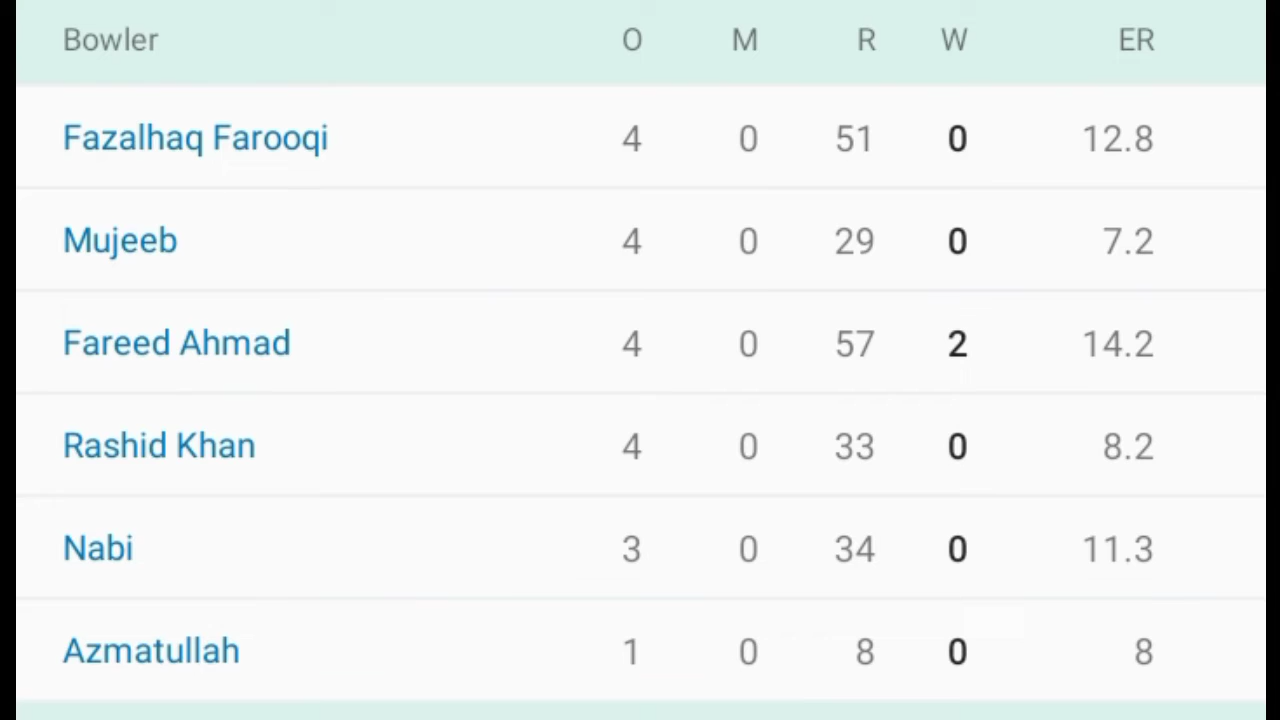 Bowler O M R W ER
Fazalhaq Farooqi 4 0 51 0 12.8
Mujeeb 4 0 29 0 7.2
Fareed Ahmad 4 0 57 2 14.2
Rashid Khan 4 0 33 0 8.2
Nabi 3 0 34 0 11.3
Azmatullah 1 0 8 0 8